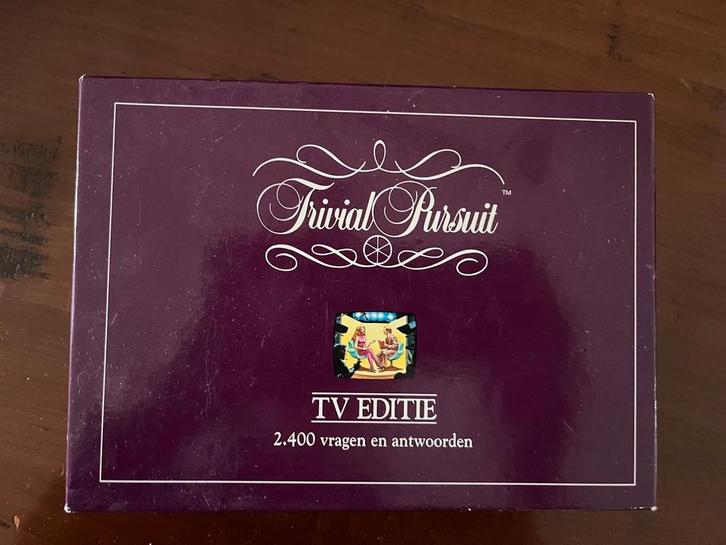 Trivial Pursuit™
TV EDITIE
2.400 vragen en antwoorden